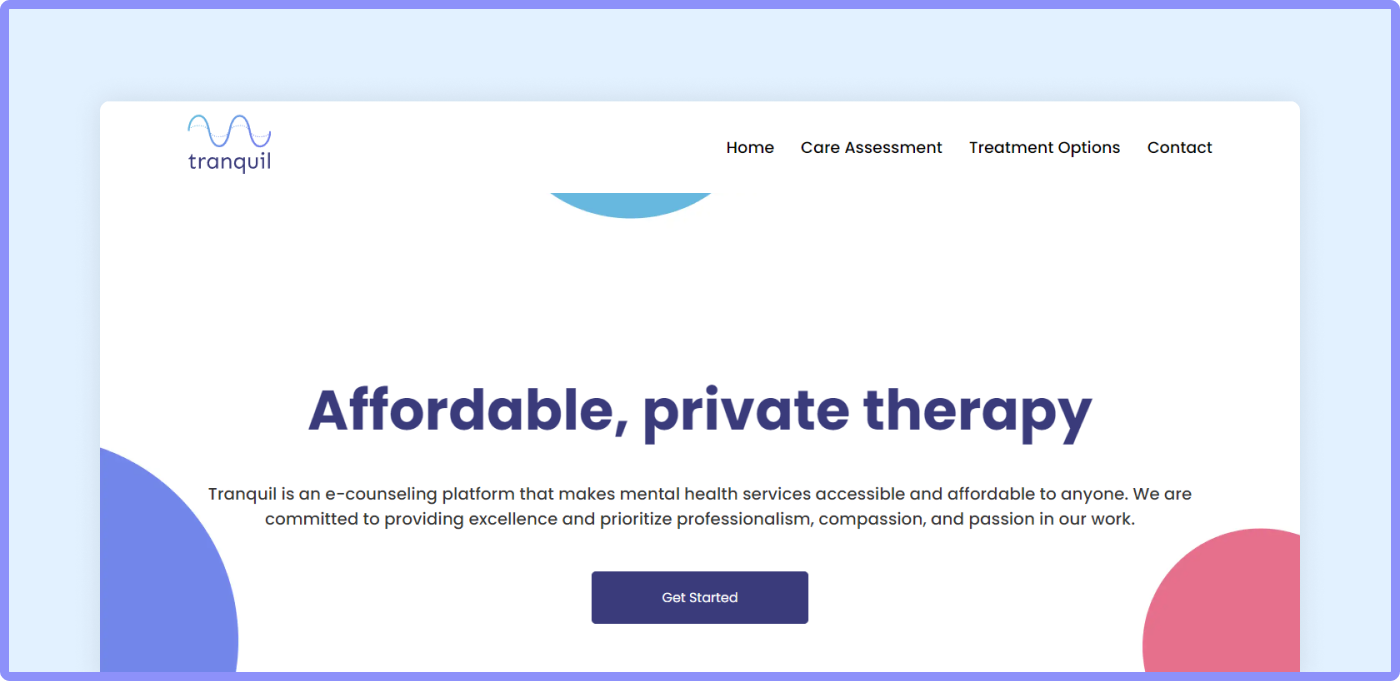 tranquil
Home Care Assessment Treatment Options Contact
Affordable, private therapy
Tranquil is an e-counseling platform that makes mental health services accessible and affordable to anyone. We are
committed to providing excellence and prioritize professionalism, compassion, and passion in our work.
Get Started